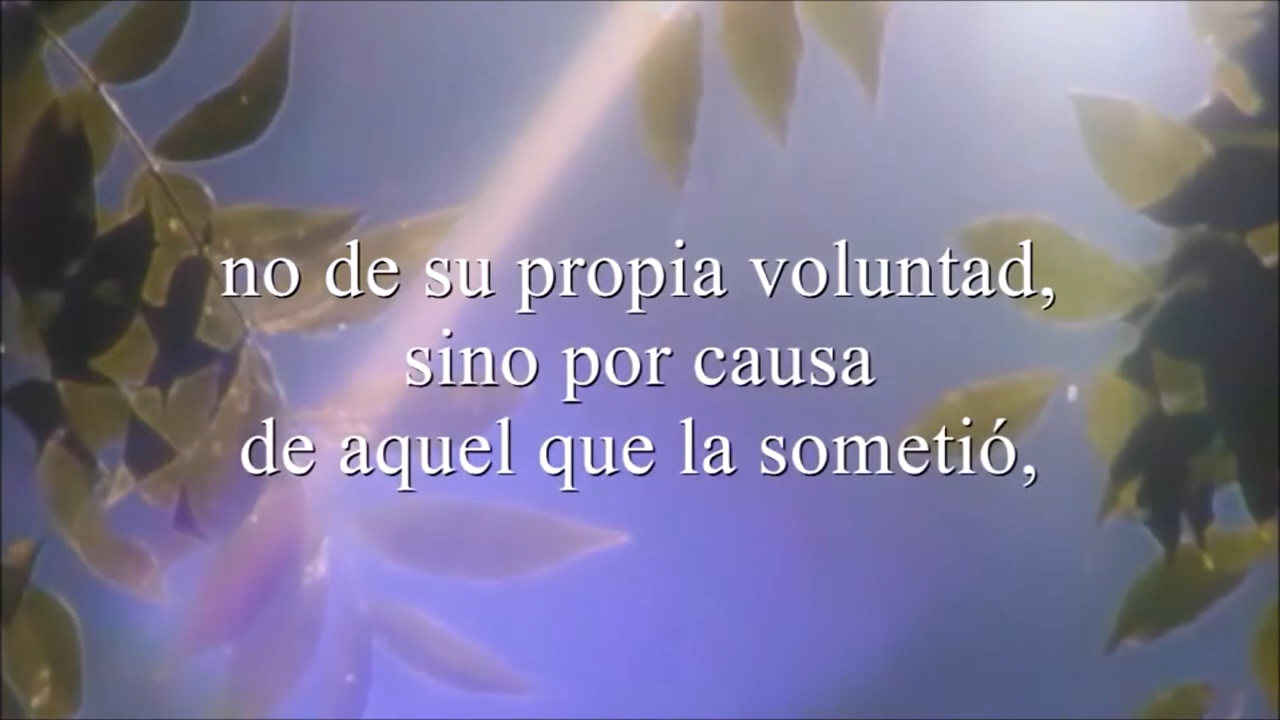 no de su propia voluntad,
sino por causa
de aquel que la sometió,